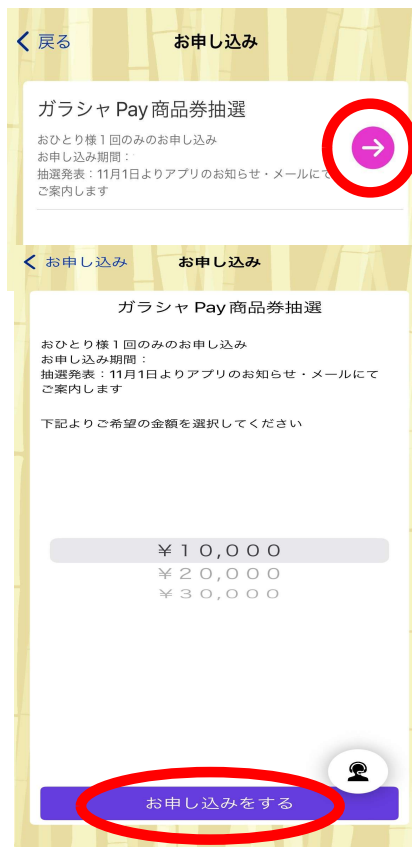 戻る
お申し込み
ガラシャ Pay 商品券抽選
おひとり様１回のみのお申し込み
お申し込み期間：
抽選発表：11月1日よりアプリのお知らせ・メールにて
ご案内します
お申し込み
お申し込み
ガラシャ Pay 商品券抽選
おひとり様１回のみのお申し込み
お申し込み期間：
抽選発表：11月1日よりアプリのお知らせ・メールにて
ご案内します
下記よりご希望の金額を選択してください
￥１０,０００
￥２０,０００
￥３０,０００
お申し込みをする